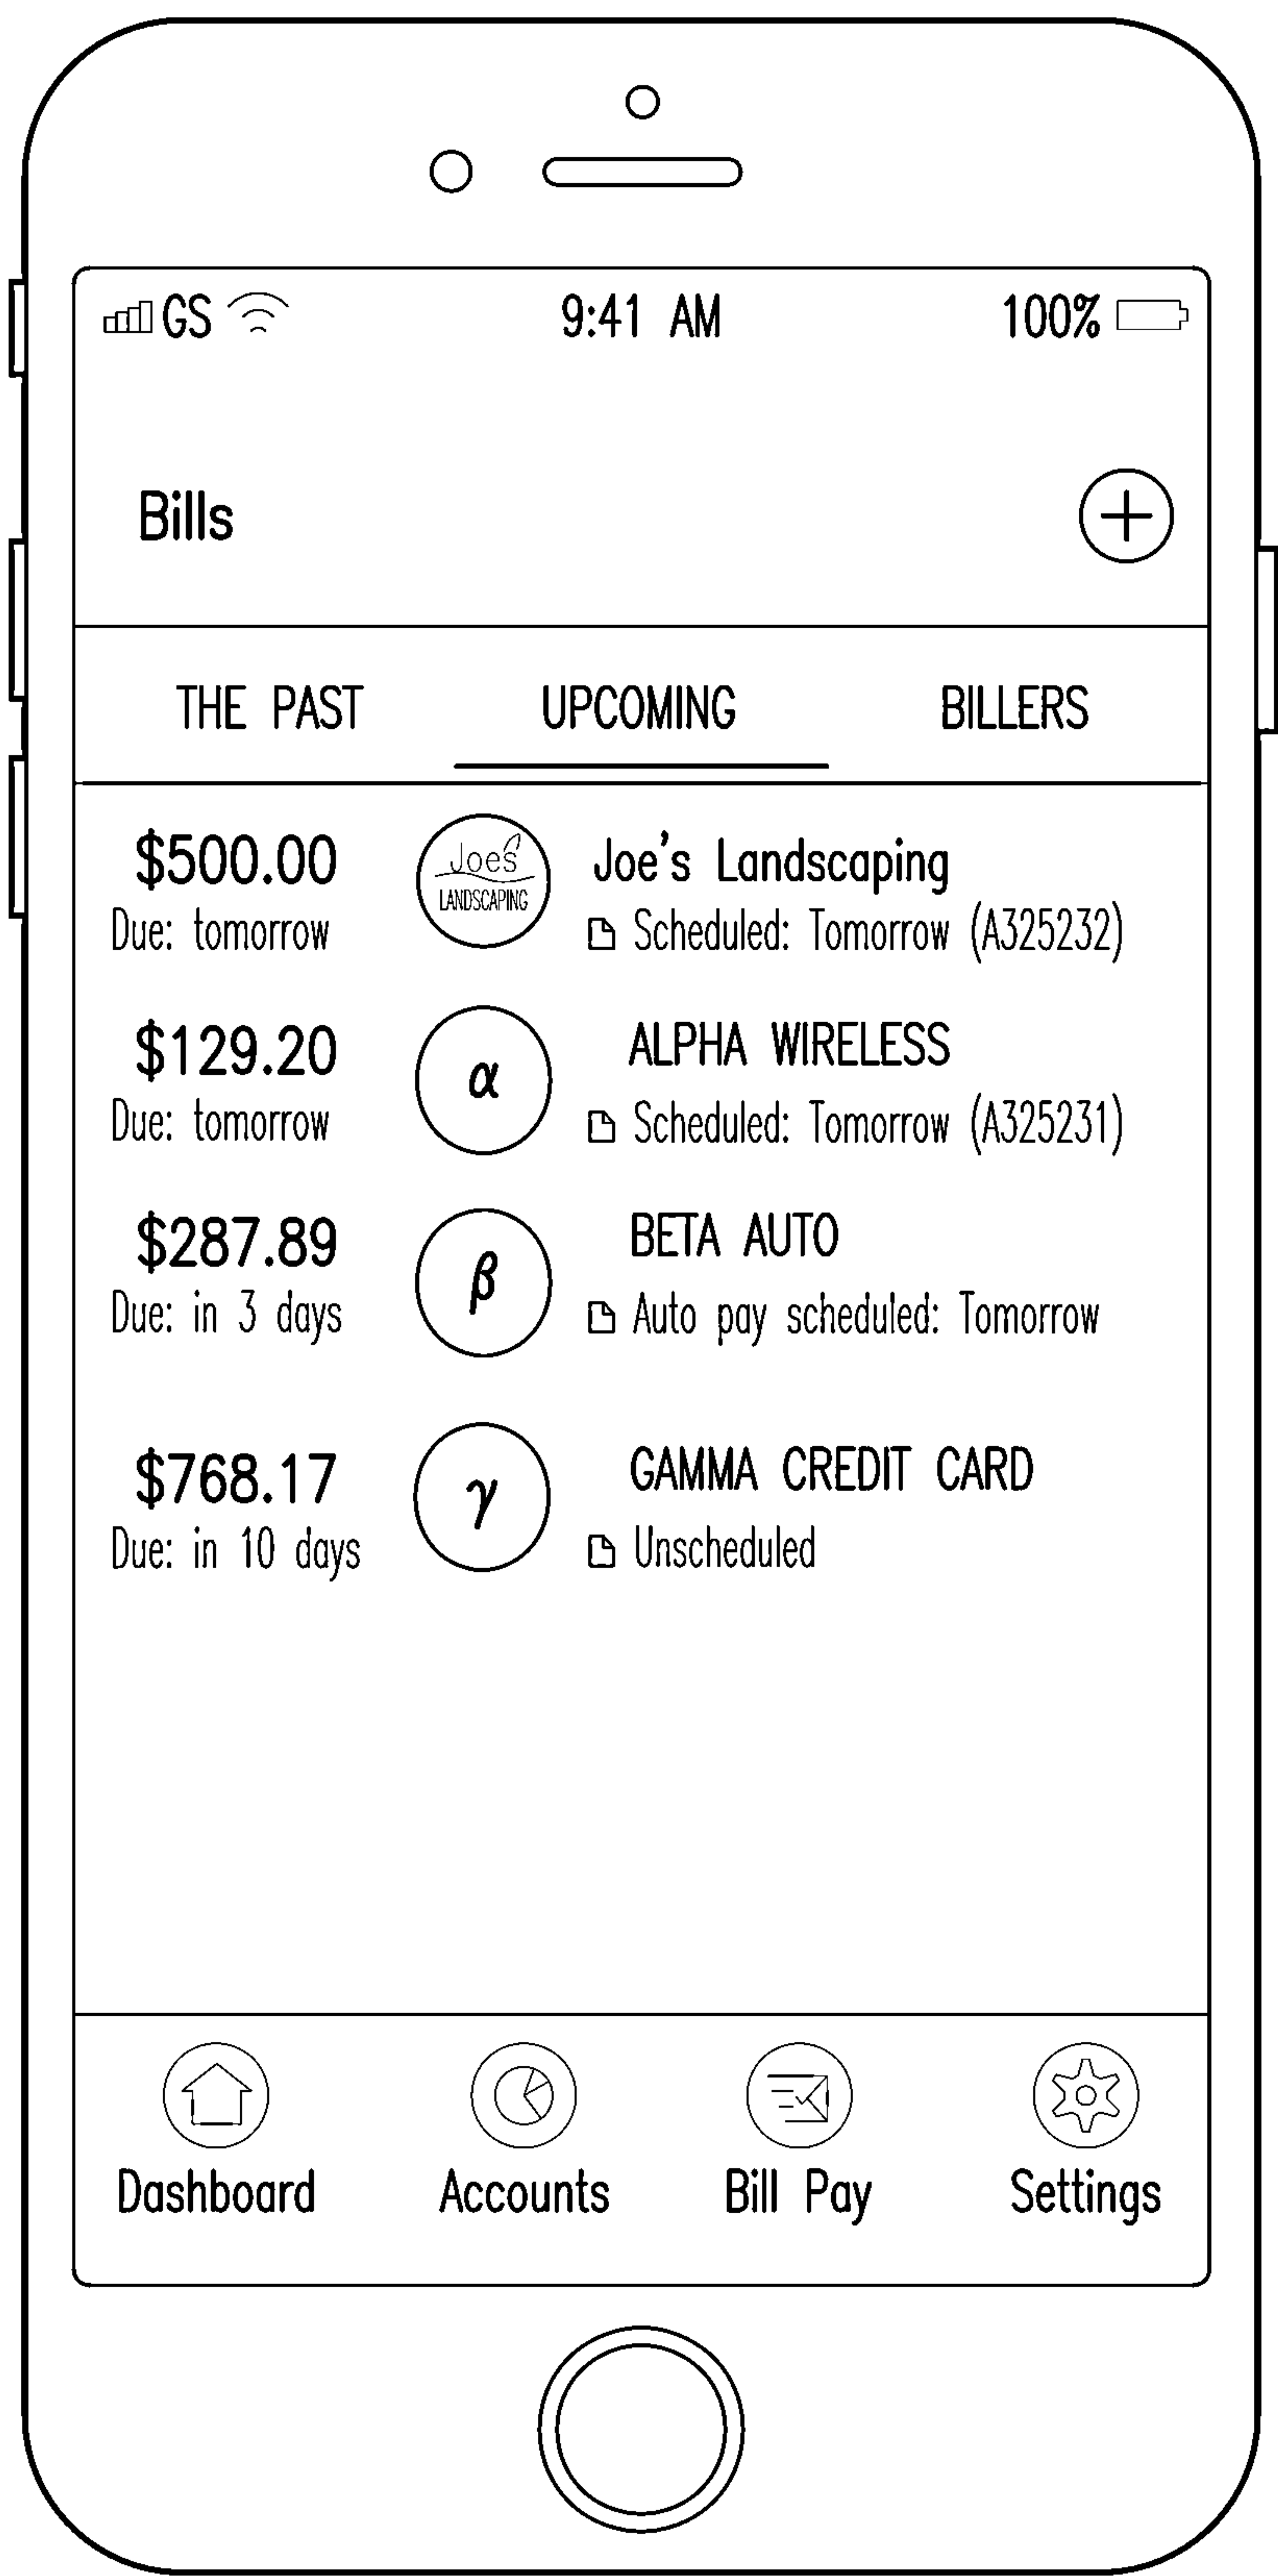 GS 9:41 AM 100%
Bills
THE PAST UPCOMING BILLERS
$500.00 Joe's Landscaping
Due: tomorrow Scheduled: Tomorrow (A325232)
Joe's
LANDSCAPING
$129.20 ALPHA WIRELESS
Due: tomorrow α Scheduled: Tomorrow (A325231)
$287.89 BETA AUTO
Due: in 3 days β Auto pay scheduled: Tomorrow
$768.17 GAMMA CREDIT CARD
Due: in 10 days γ Unscheduled
Dashboard Accounts Bill Pay Settings